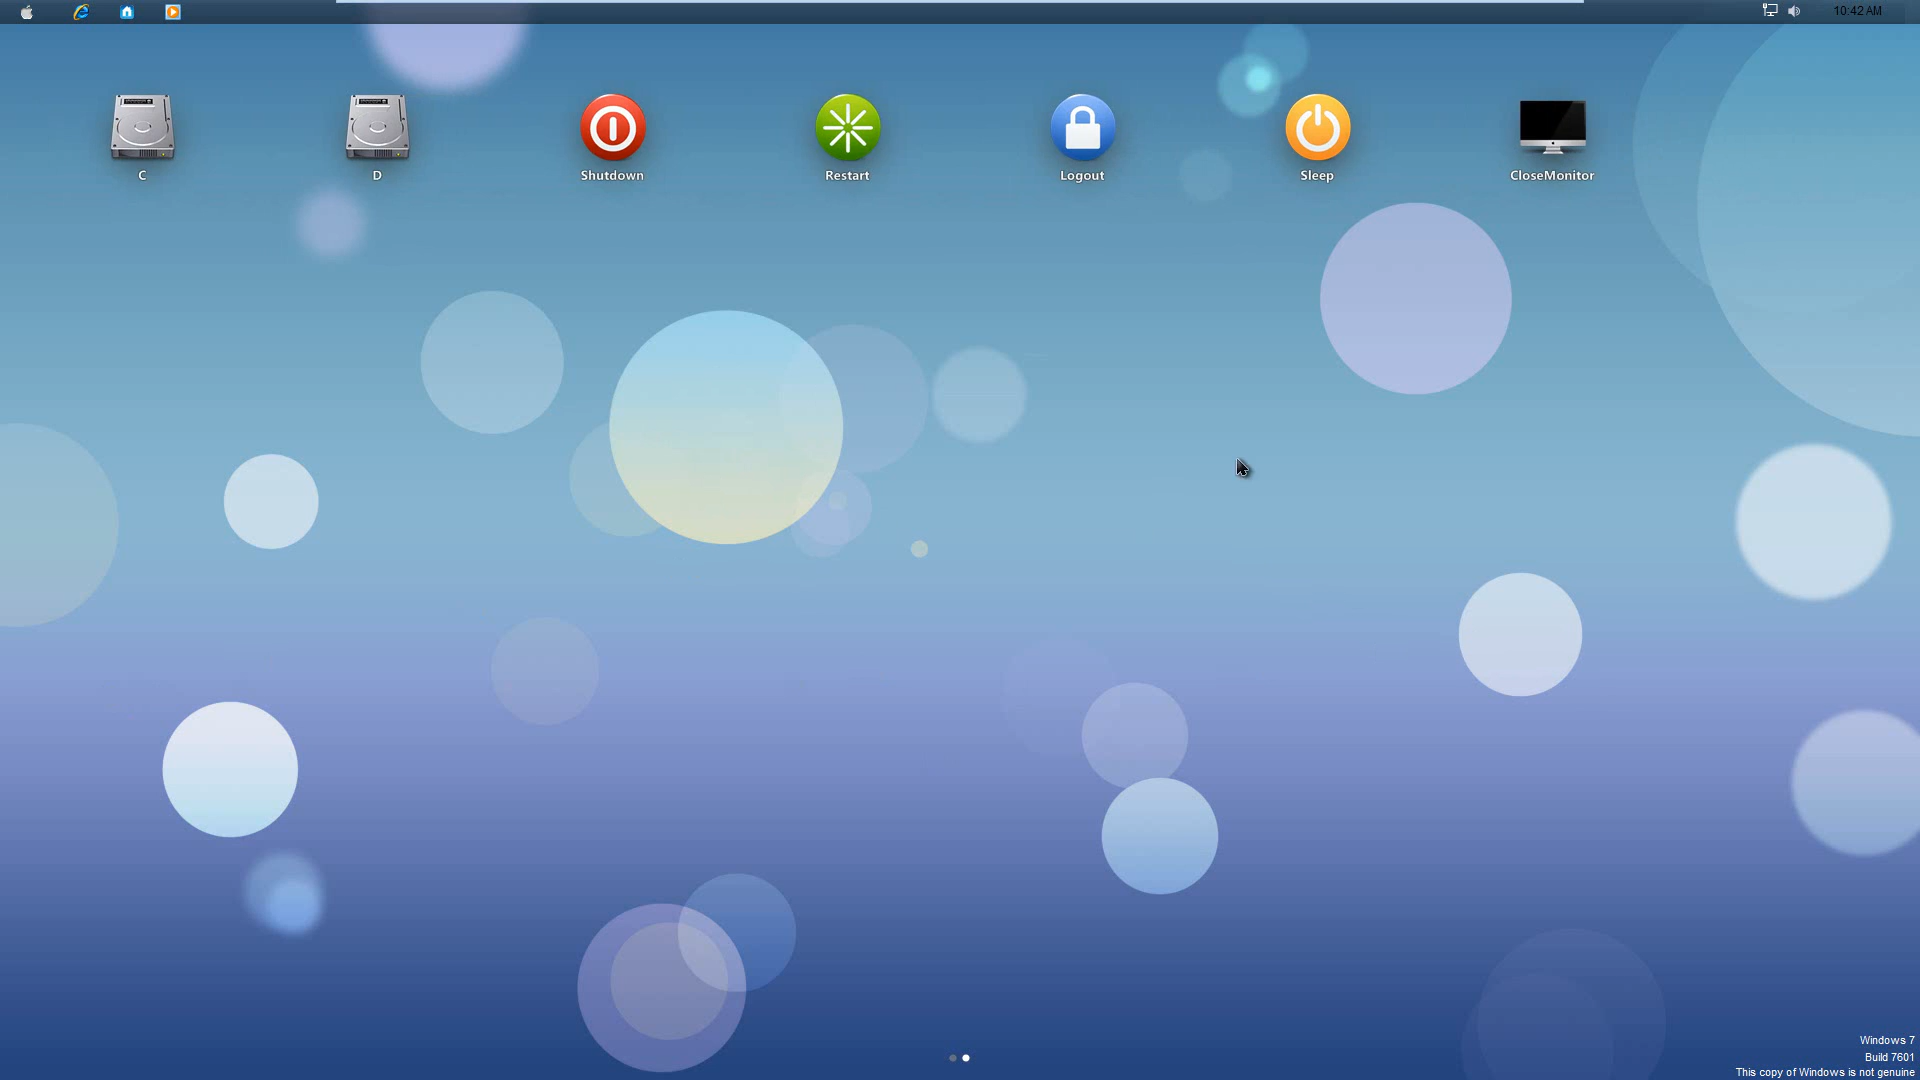 10:42 AM
C
D
Shutdown
Restart
Logout
Sleep
CloseMonitor
Windows 7
Build 7601
This copy of Windows is not genuine